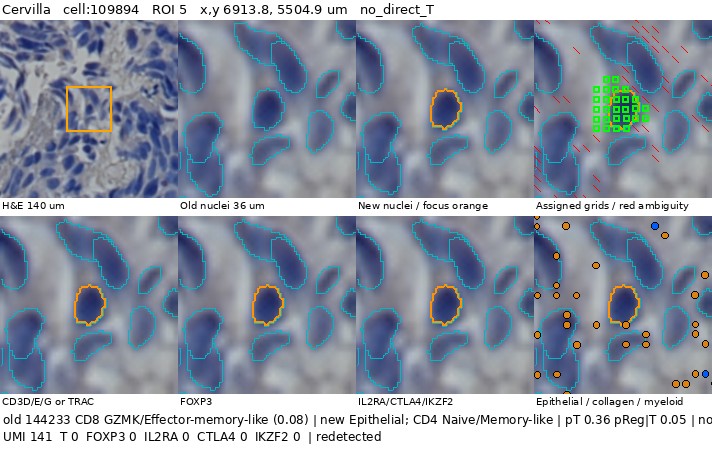 Cervilla   cell:109894   ROI 5   x,y 6913.8, 5504.9 um   no_direct_T
H&E 140 um
Old nuclei 36 um
New nuclei / focus orange
Assigned grids / red ambiguity
CD3D/E/G or TRAC
FOXP3
IL2RA/CTLA4/IKZF2
Epithelial / collagen / myeloid
old 144233 CD8 GZMK/Effector-memory-like (0.08) | new Epithelial; CD4 Naive/Memory-like | pT 0.36 pReg|T 0.05 | no
UMI 141  T 0  FOXP3 0  IL2RA 0  CTLA4 0  IKZF2 0  | redetected